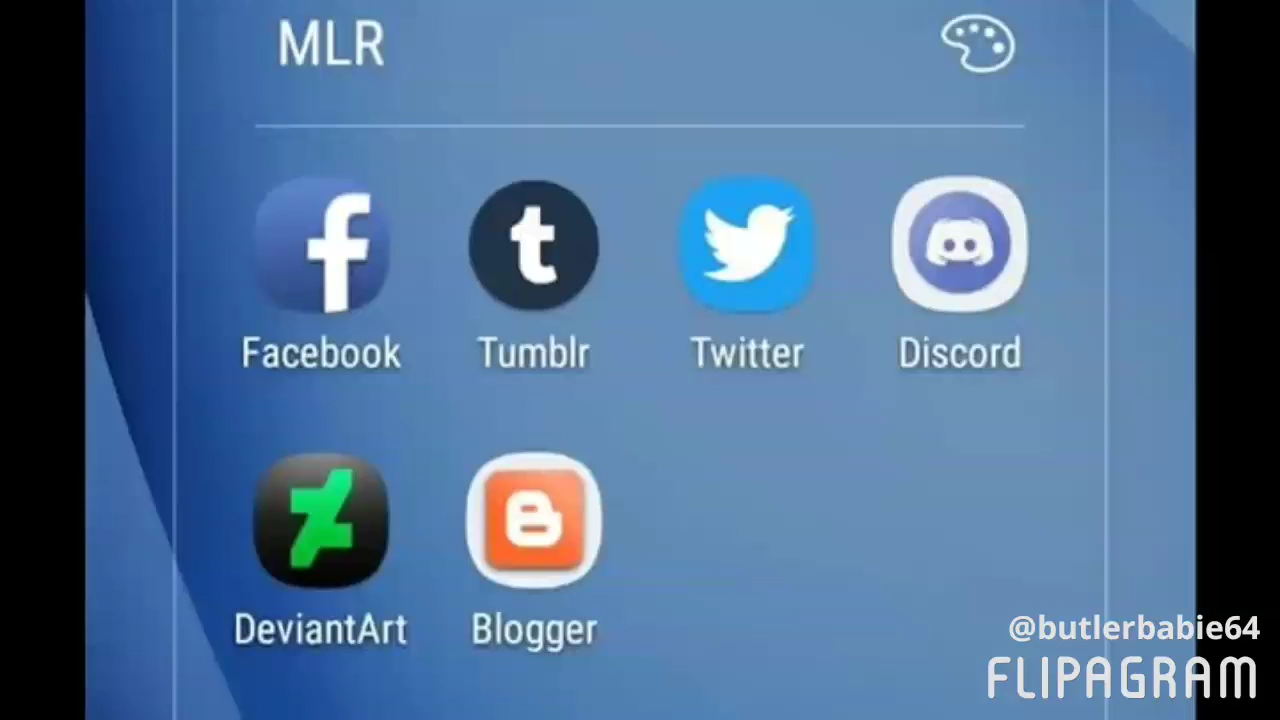 MLR
Facebook Tumblr Twitter Discord
DeviantArt Blogger
@butlerbabie64
FLIPAGRAM